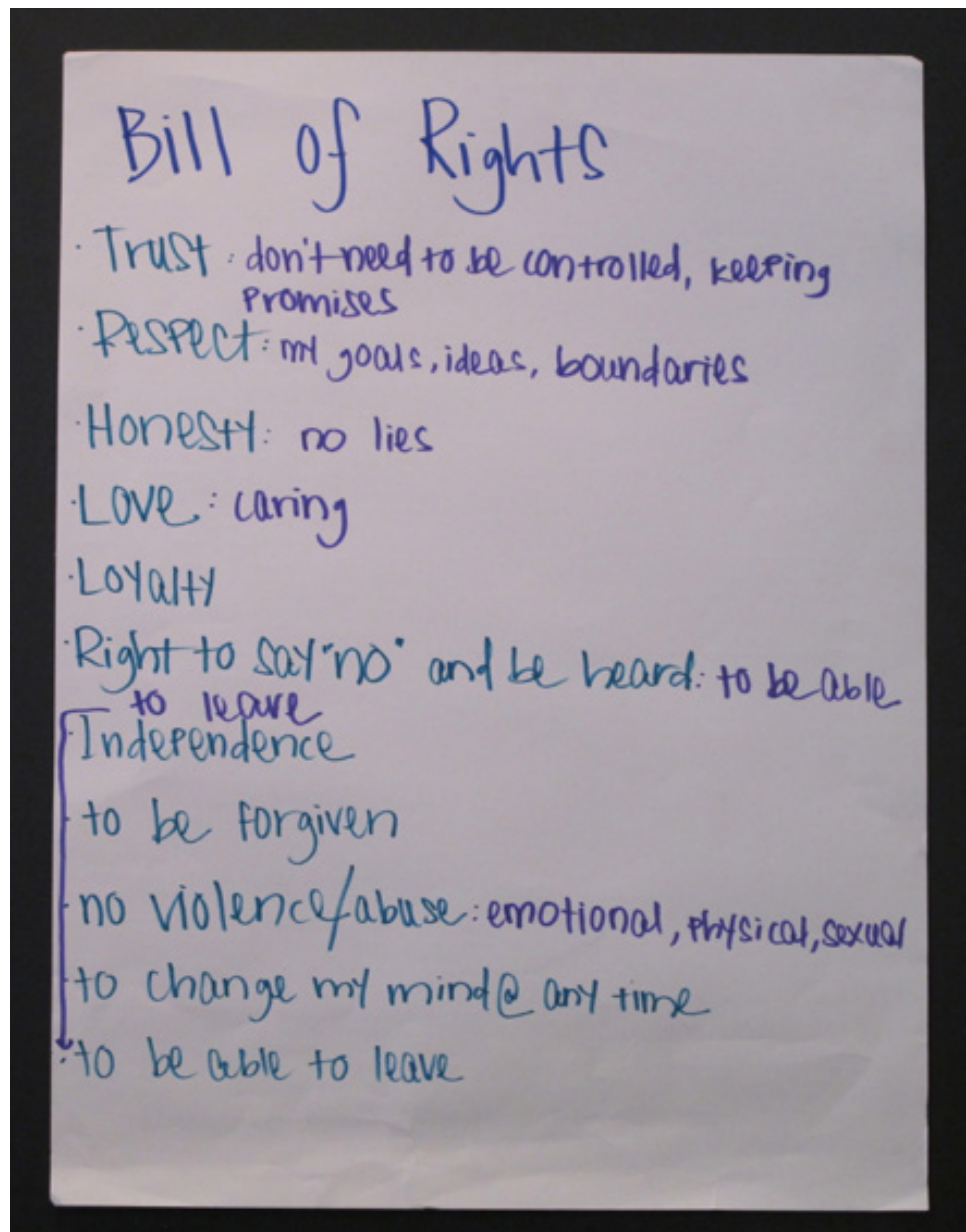 Bill of Rights
· Trust: don't need to be controlled, keeping
promises
· Respect: my goals, ideas, boundaries
· Honesty: no lies
· Love: caring
· Loyalty
· Right to say "no" and be heard: to be able
to leave
· Independence
· to be forgiven
· no violence/abuse: emotional, physical, sexual
· to change my mind @ any time
· to be able to leave